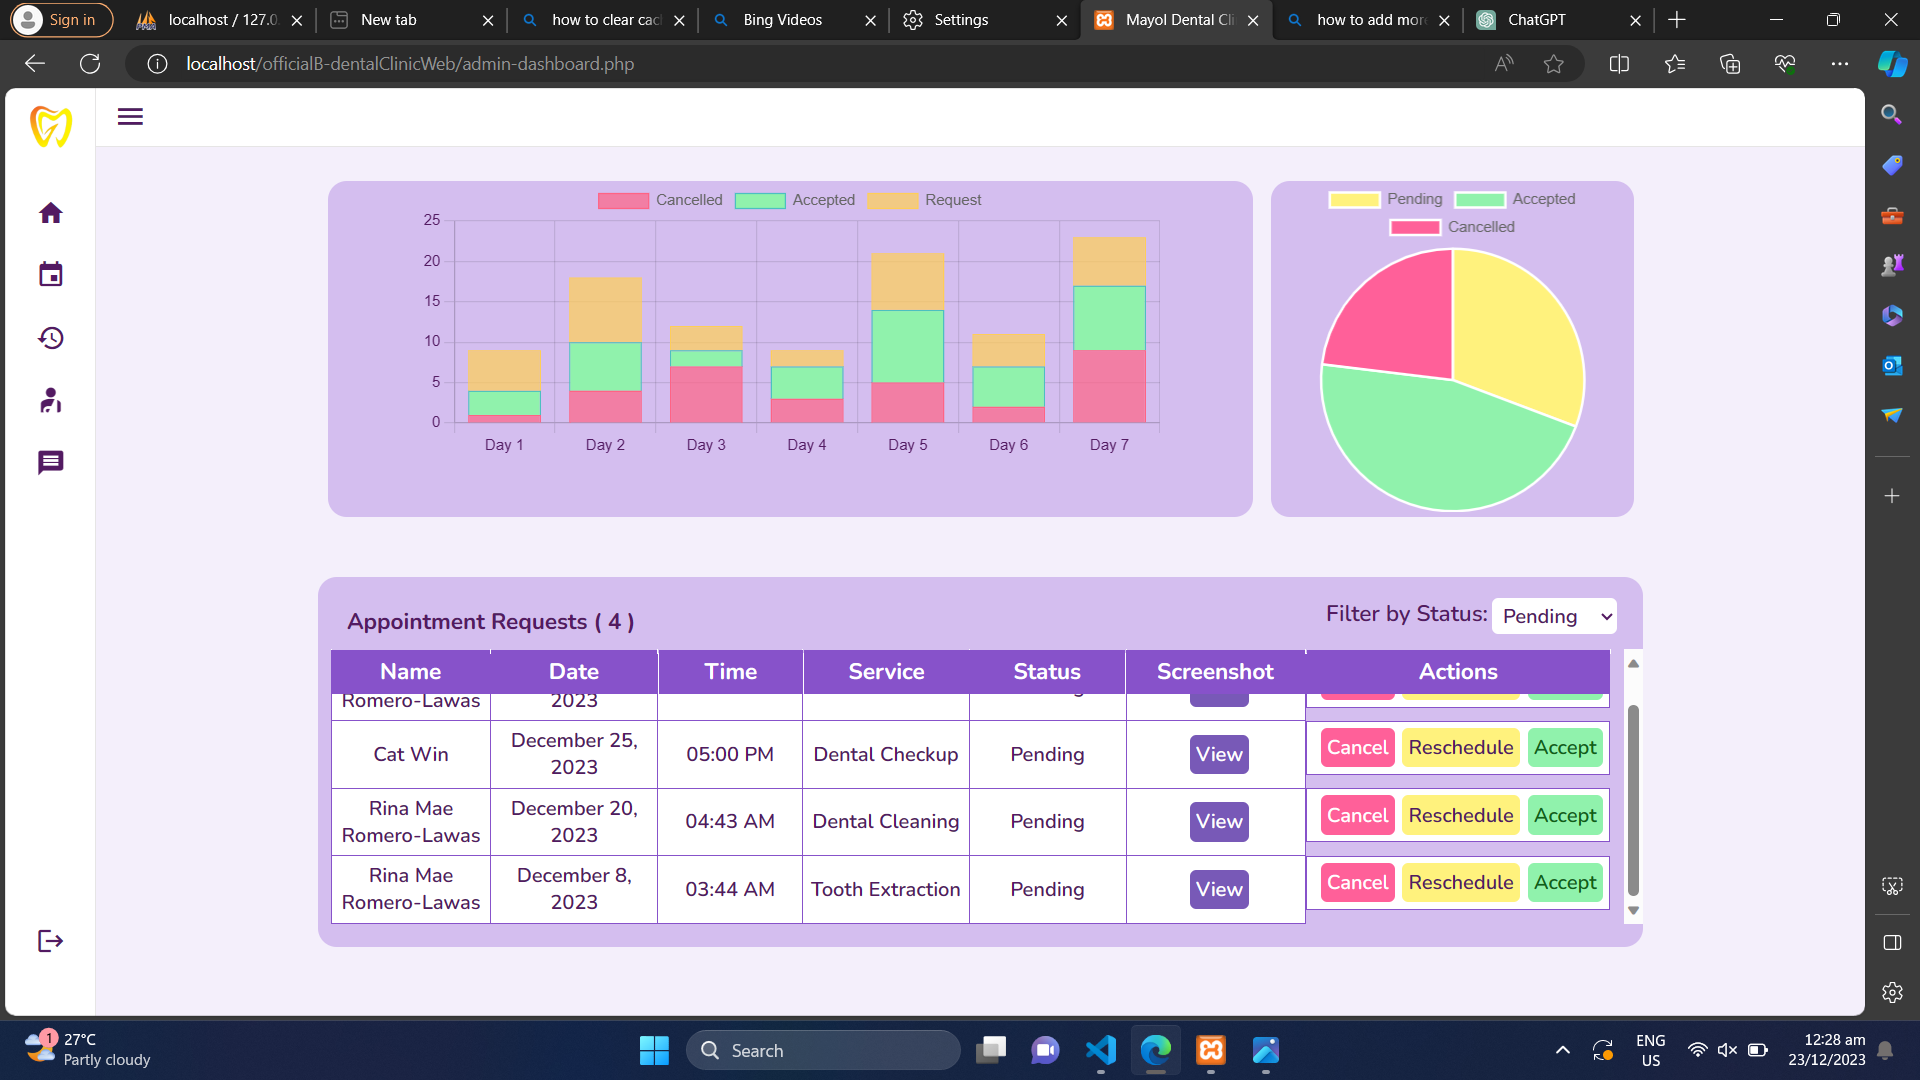 Sign in
localhost / 127.0
New tab
how to clear cac
Bing Videos
Settings
Mayol Dental Cli
how to add more
ChatGPT
localhost/officialB-dentalClinicWeb/admin-dashboard.php
Cancelled Accepted Request
25
20
15
10
5
0
Day 1 Day 2 Day 3 Day 4 Day 5 Day 6 Day 7
Pending Accepted
Cancelled
Appointment Requests ( 4 )
Filter by Status: Pending
Name Date Time Service Status Screenshot Actions
Romero-Lawas 2023
Cat Win December 25, 2023 05:00 PM Dental Checkup Pending View Cancel Reschedule Accept
Rina Mae Romero-Lawas December 20, 2023 04:43 AM Dental Cleaning Pending View Cancel Reschedule Accept
Rina Mae Romero-Lawas December 8, 2023 03:44 AM Tooth Extraction Pending View Cancel Reschedule Accept
1
27°C
Partly cloudy
Search
ENG
US
12:28 am
23/12/2023